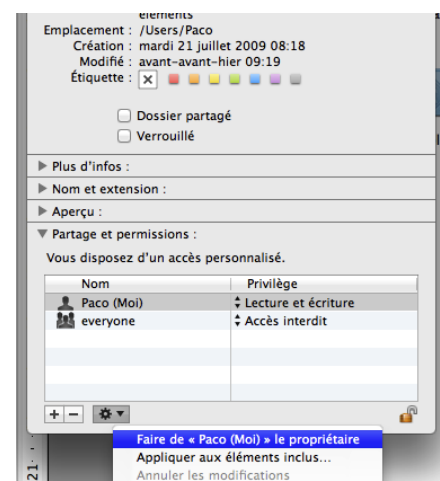 éléments
Emplacement : /Users/Paco
Création : mardi 21 juillet 2009 08:18
Modifié : avant-avant-hier 09:19
Étiquette :
Dossier partagé
Verrouillé
Plus d'infos :
Nom et extension :
Aperçu :
Partage et permissions :
Vous disposez d'un accès personnalisé.
Nom Privilège
Paco (Moi) Lecture et écriture
everyone Accès interdit
Faire de « Paco (Moi) » le propriétaire
Appliquer aux éléments inclus...
Annuler les modifications
21